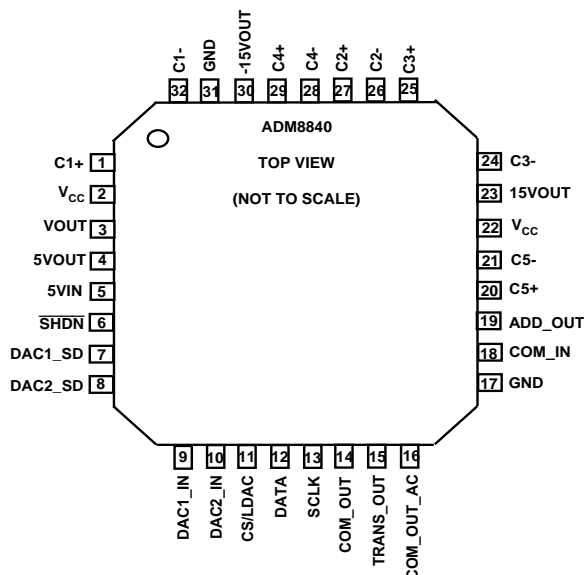 C1-
GND
-15VOUT
C4+
C4-
C2+
C2-
C3+
32
31
30
29
28
27
26
25
ADM8840
TOP VIEW
(NOT TO SCALE)
C1+ 1
VCC 2
VOUT 3
5VOUT 4
5VIN 5
SHDN 6
DAC1_SD 7
DAC2_SD 8
24 C3-
23 15VOUT
22 VCC
21 C5-
20 C5+
19 ADD_OUT
18 COM_IN
17 GND
9
10
11
12
13
14
15
16
DAC1_IN
DAC2_IN
CS/LDAC
DATA
SCLK
COM_OUT
TRANS_OUT
COM_OUT_AC